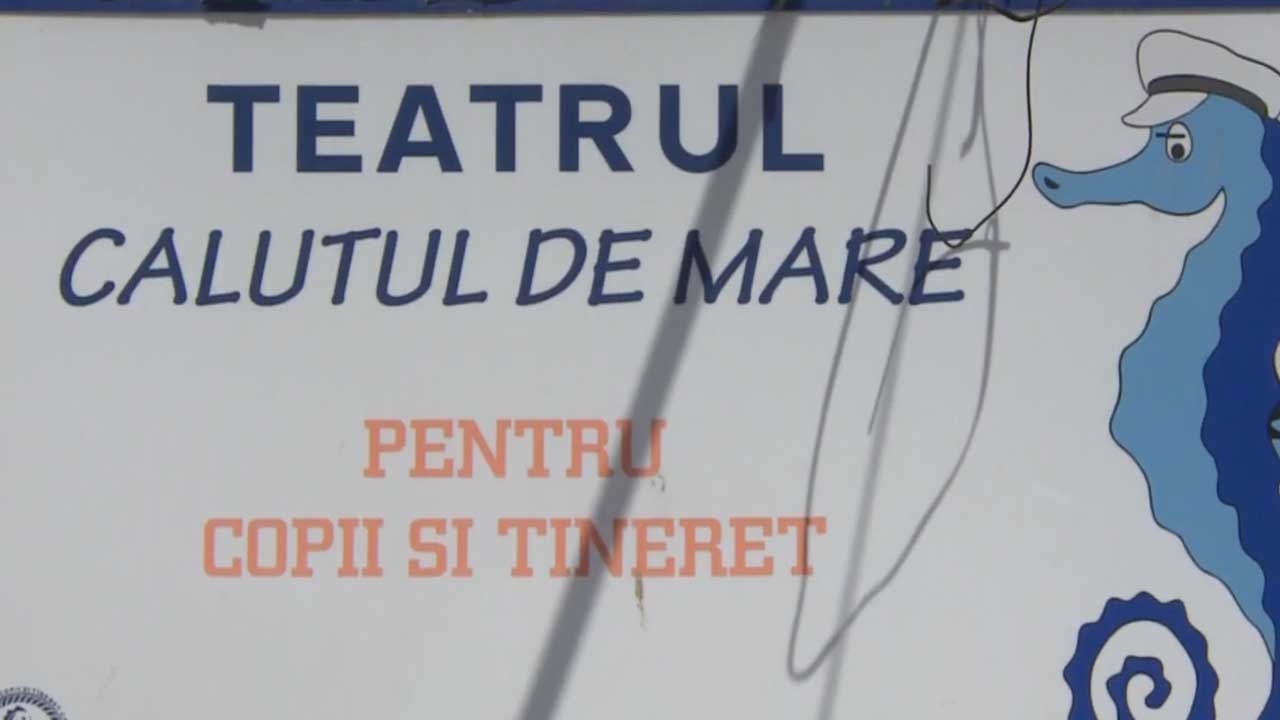 TEATRUL
CALUTUL DE MARE
PENTRU
COPII SI TINERET